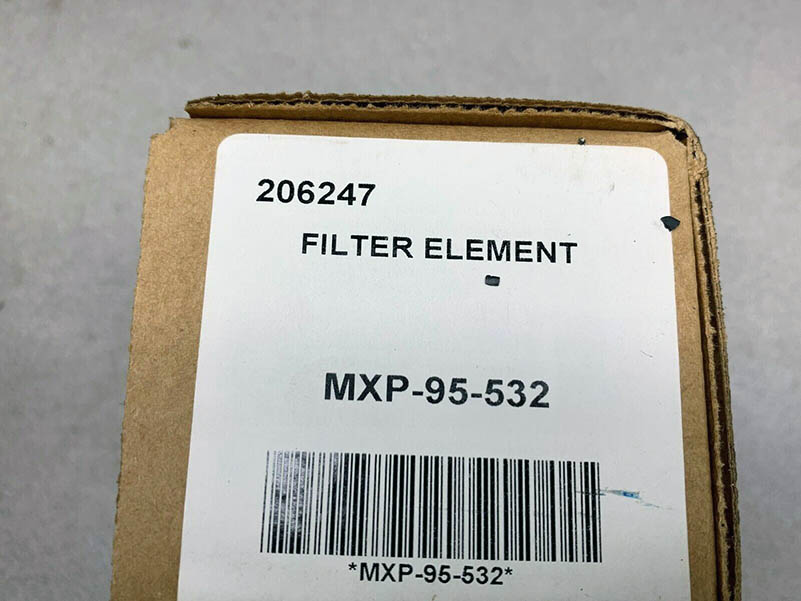 206247
FILTER ELEMENT
MXP-95-532
*MXP-95-532*